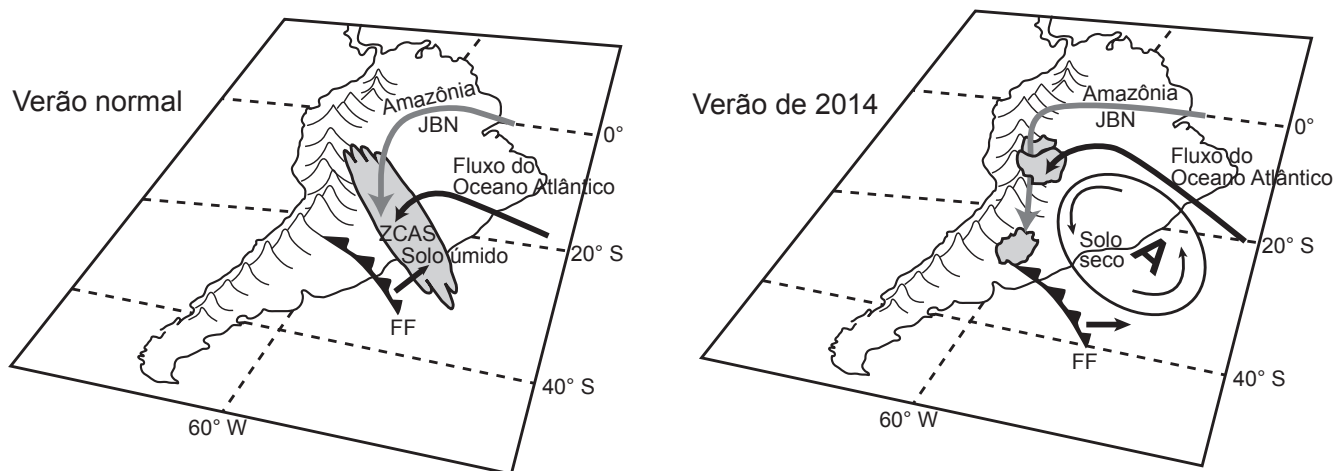 Verão normal
Amazônia
JBN
0°
Fluxo do
Oceano Atlântico
ZCAS
20° S
Solo úmido
FF
40° S
60° W
Verão de 2014
Amazônia
JBN
0°
Fluxo do
Oceano Atlântico
20° S
Solo
seco
A
FF
40° S
60° W